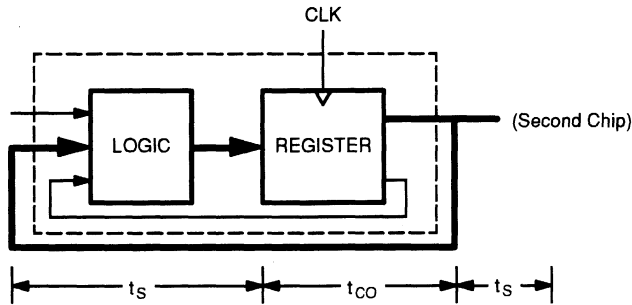 CLK
LOGIC
REGISTER
(Second Chip)
tS
tCO
tS